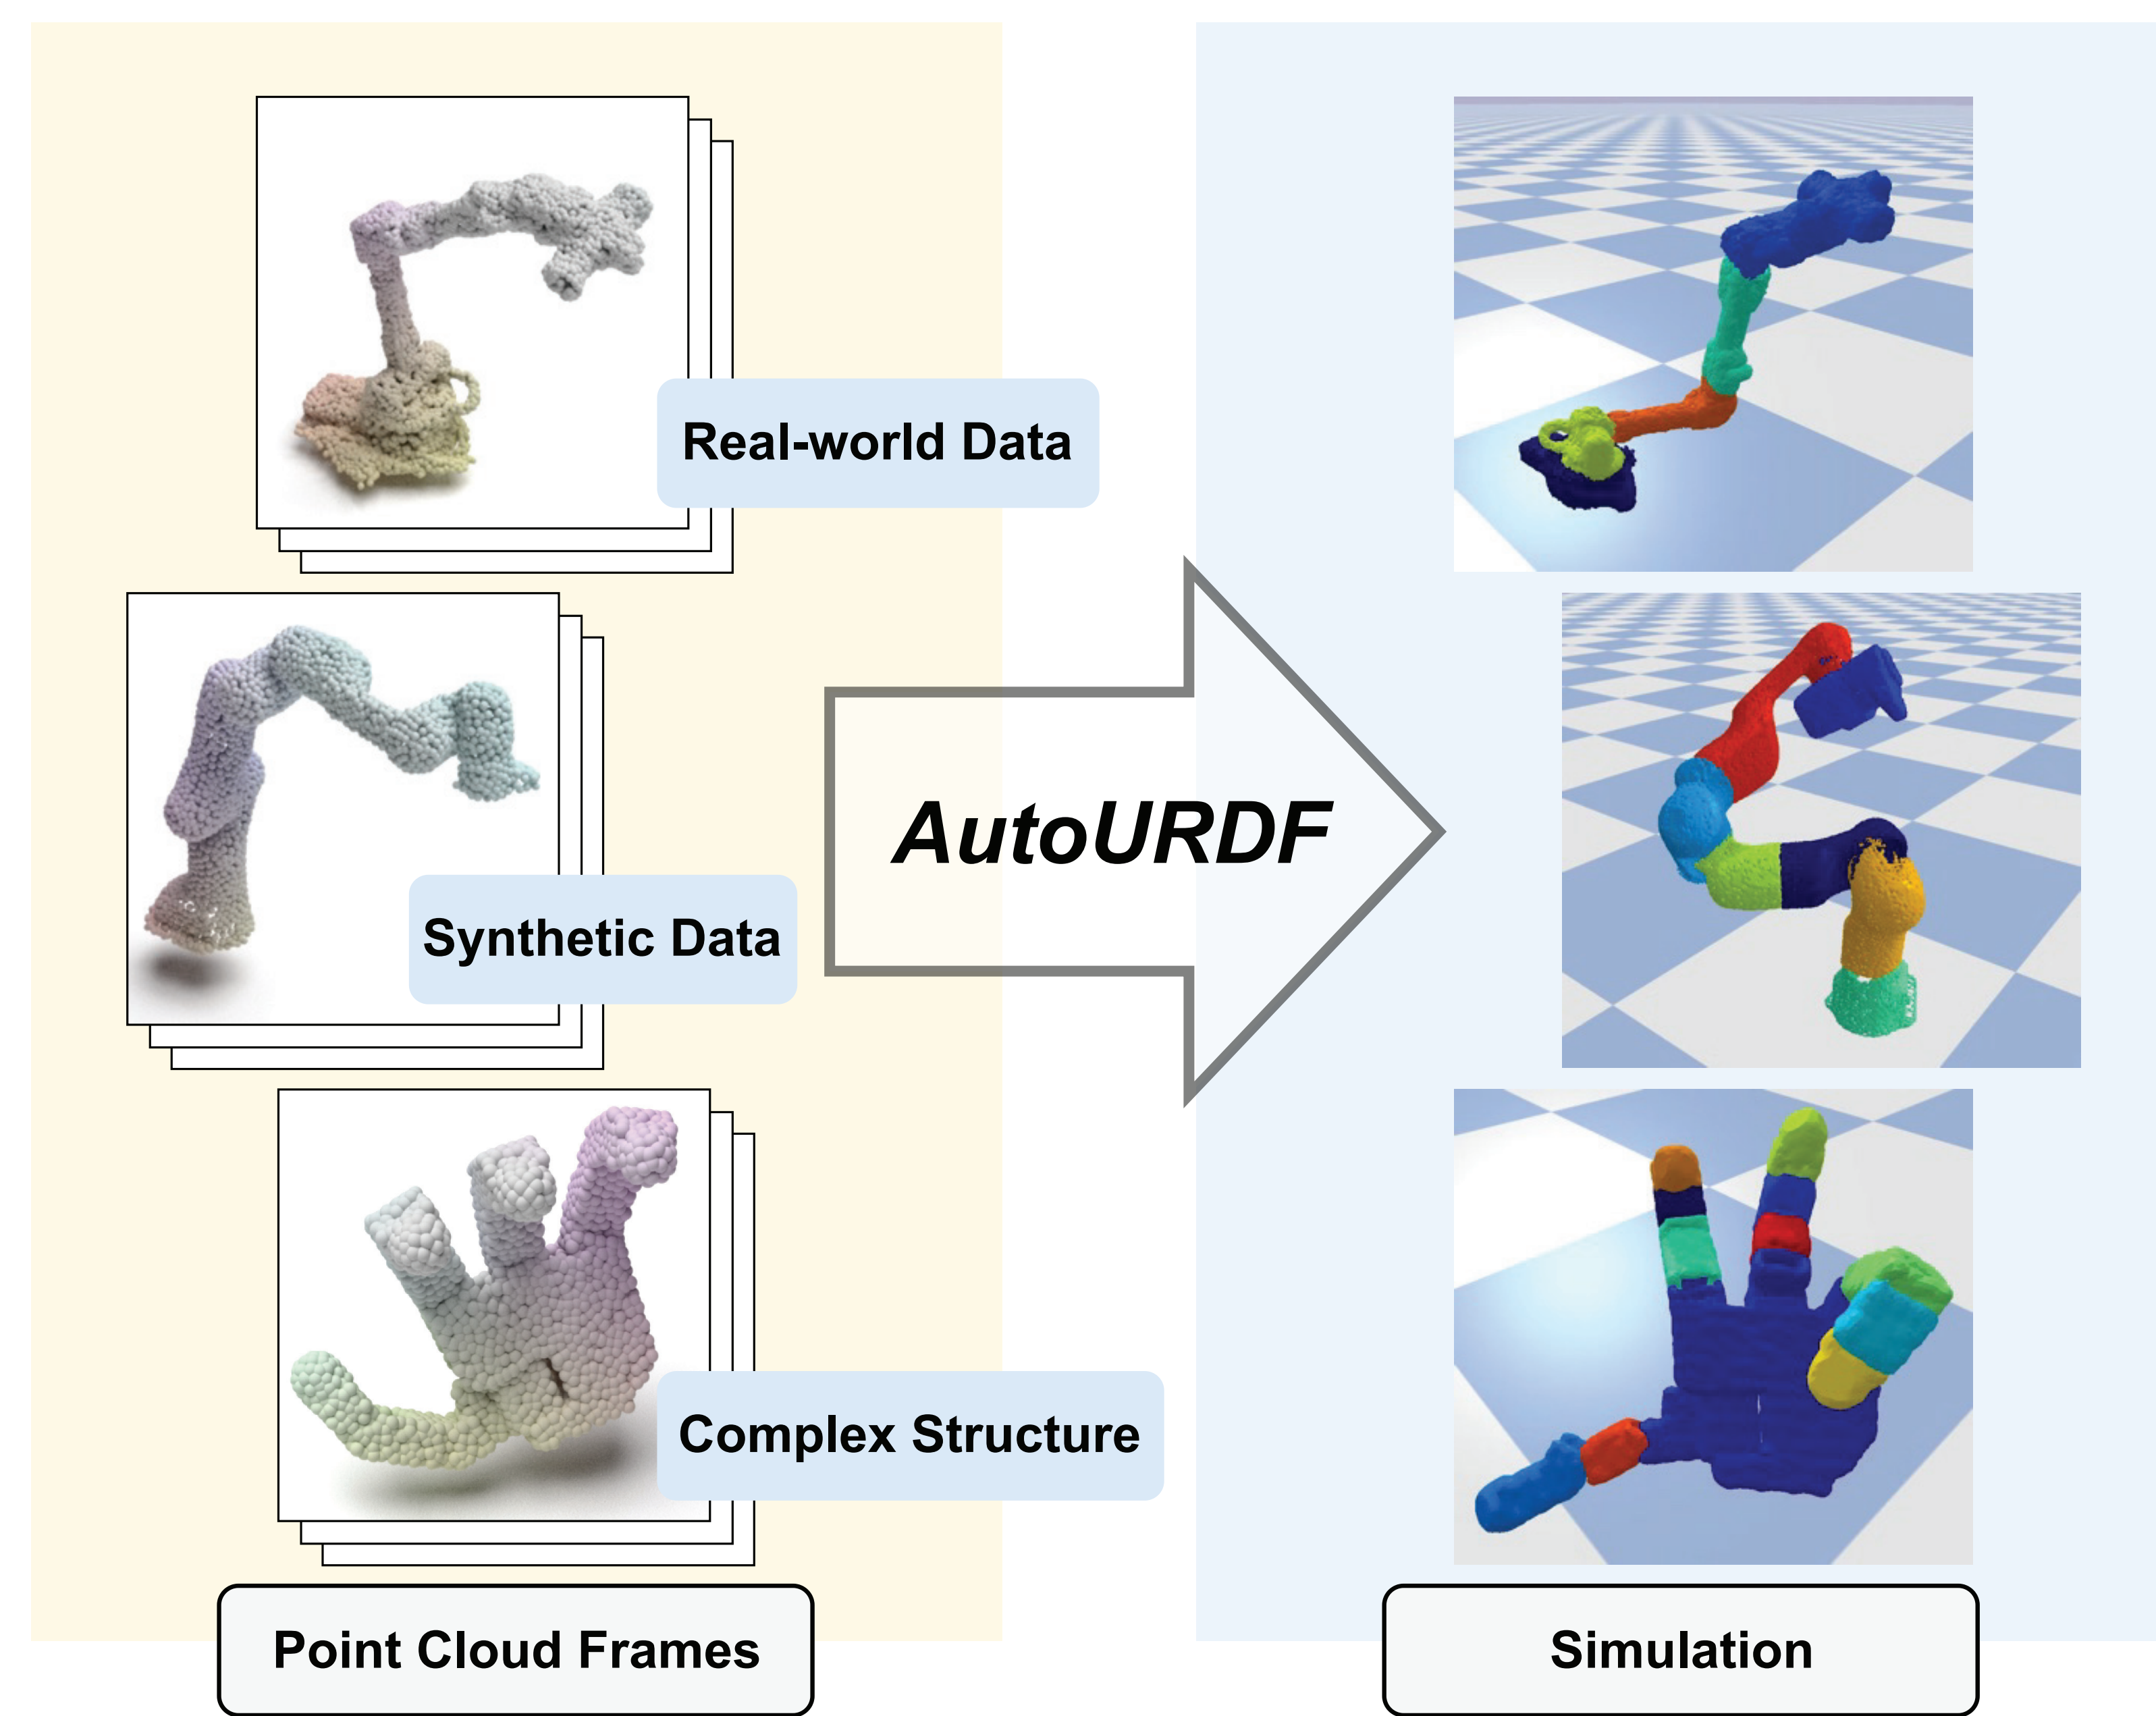 Real-world Data
Synthetic Data
AutoURDF
Complex Structure
Point Cloud Frames
Simulation